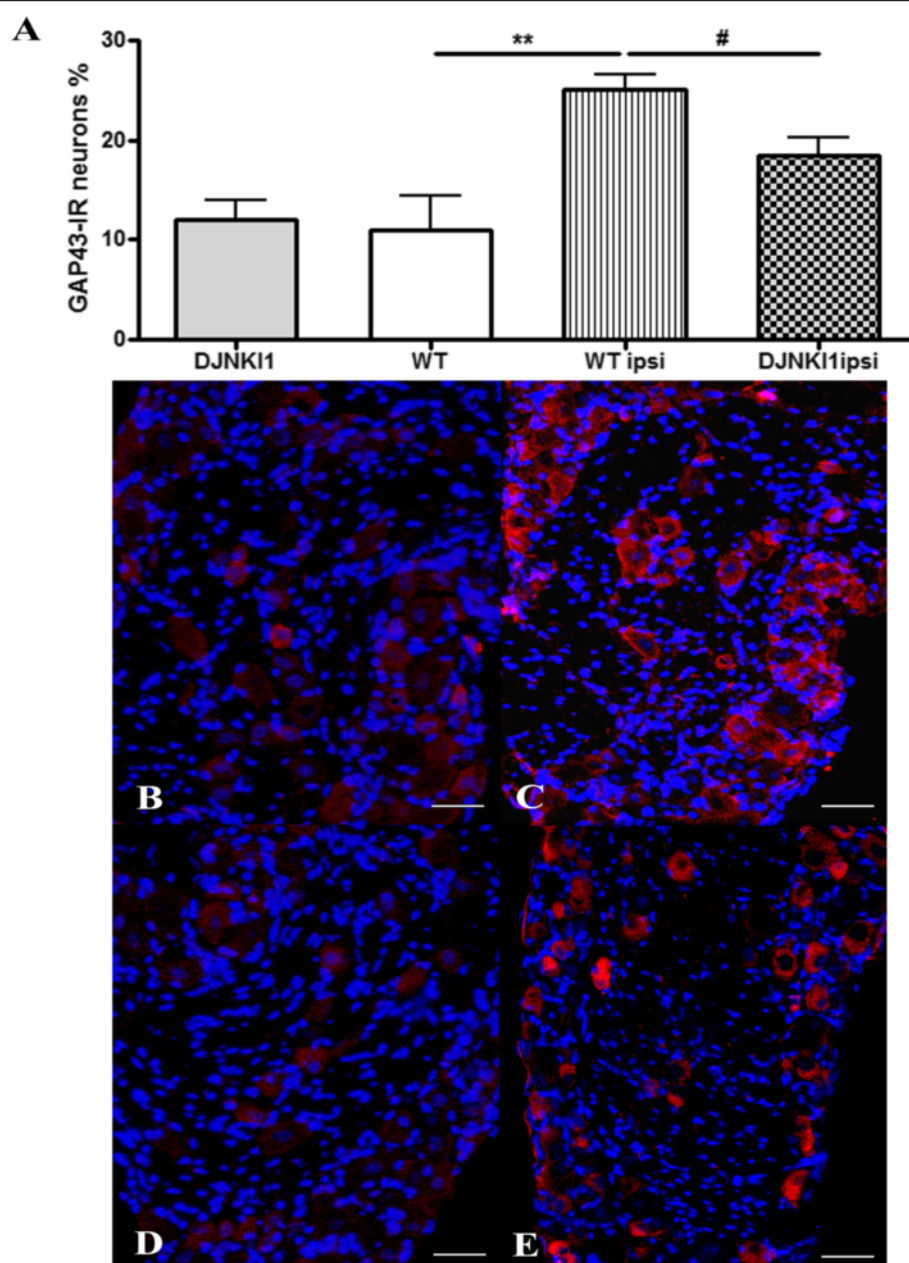 A
GAP43-IR neurons %
30
20
10
0
**
#
DJNKI1
WT
WT ipsi
DJNKI1ipsi
B
C
D
E